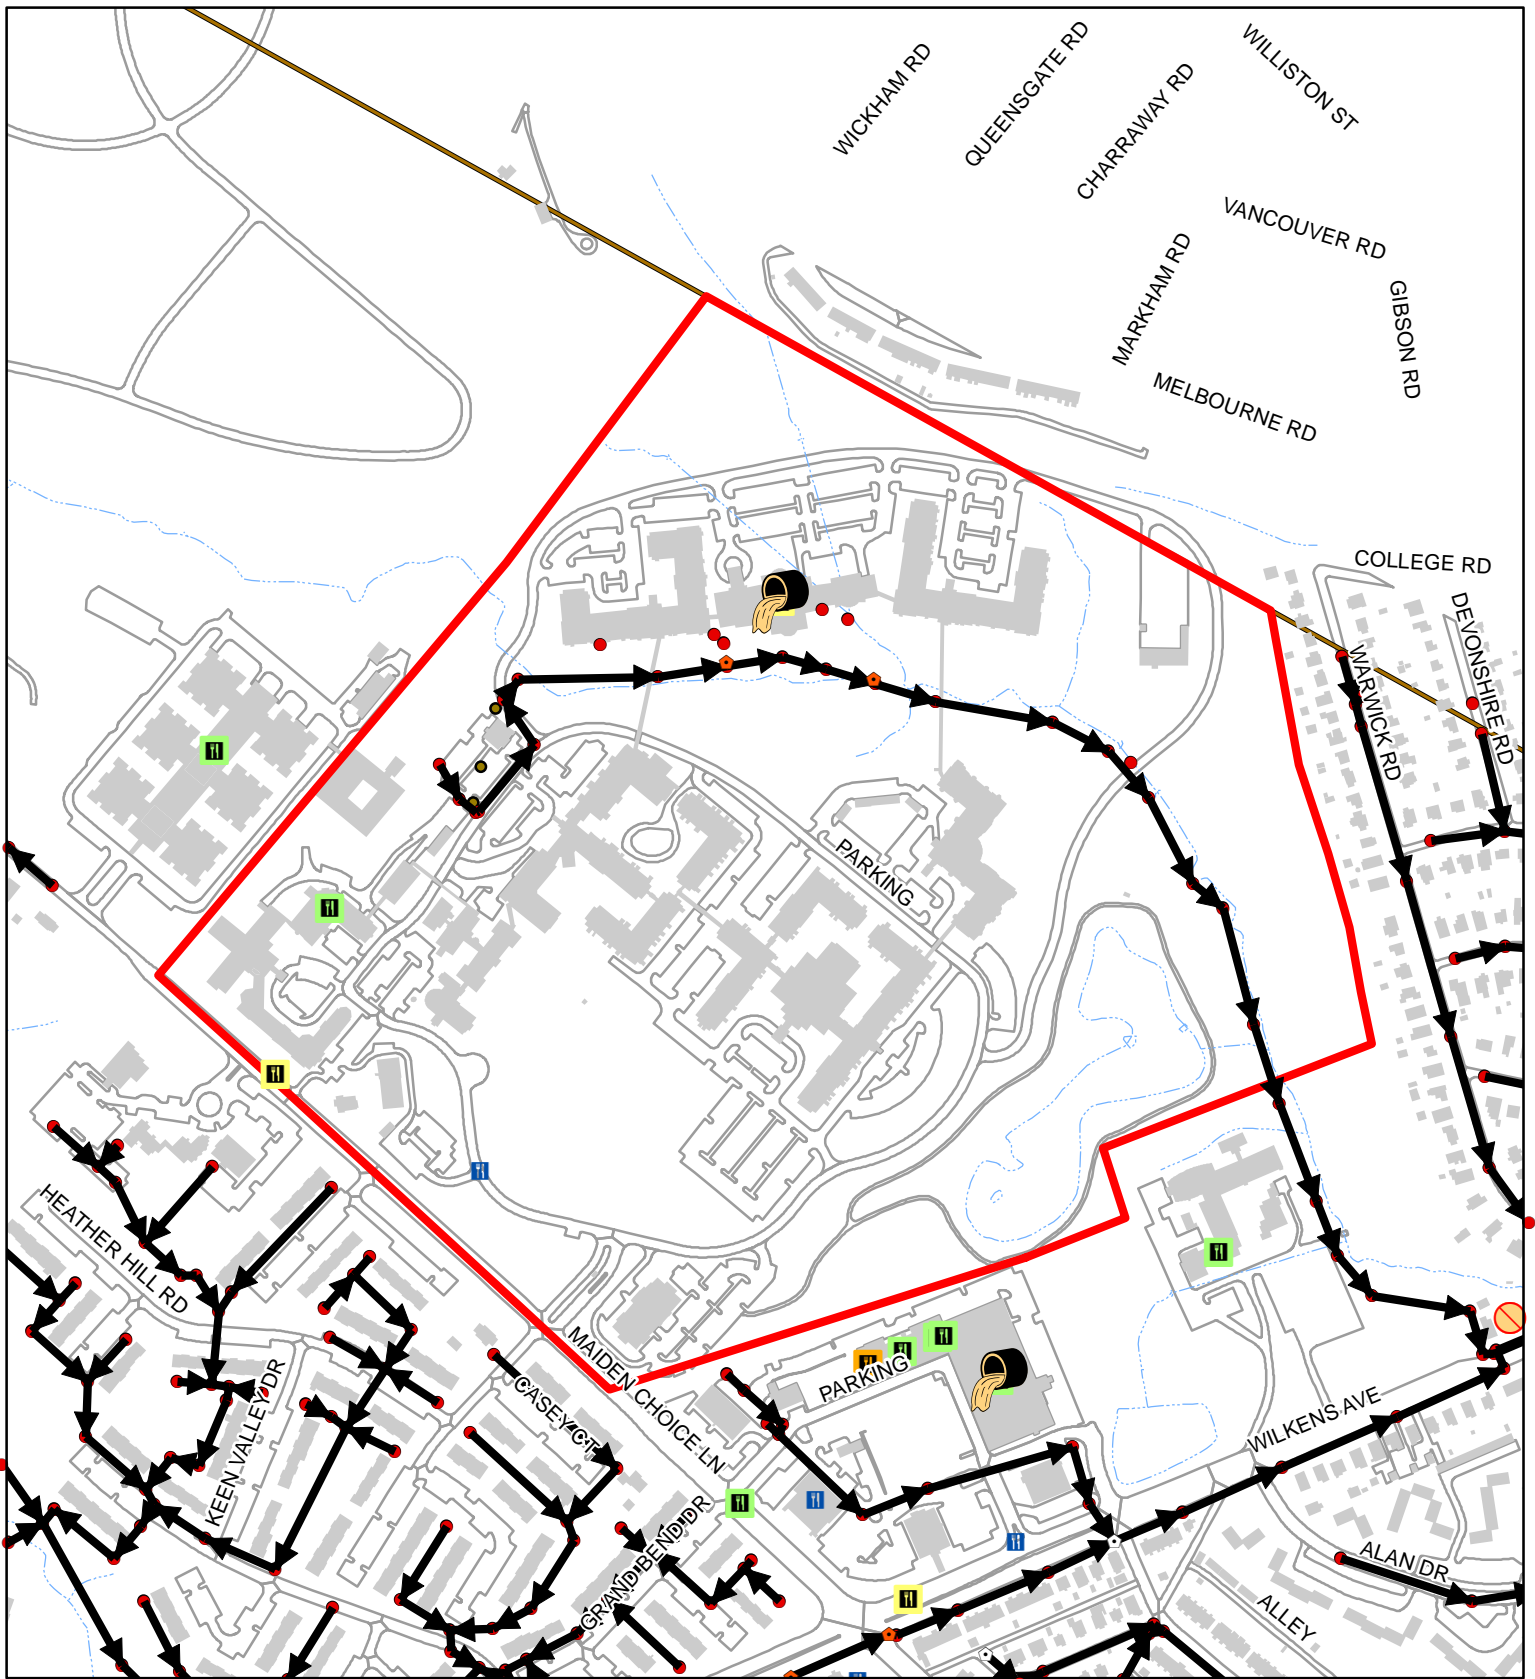 WICKHAM RD
QUEENSGATE RD
CHARRAWAY RD
WILLISTON ST
VANCOUVER RD
MARKHAM RD
GIBSON RD
MELBOURNE RD
COLLEGE RD
DEVONSHIRE RD
WARWICK RD
PARKING
HEATHER HILL RD
MAIDEN CHOICE LN
PARKING
CASEY CT
KEEN VALLEY DR
WILKENS AVE
GRAND BEND DR
ALAN DR
ALLEY